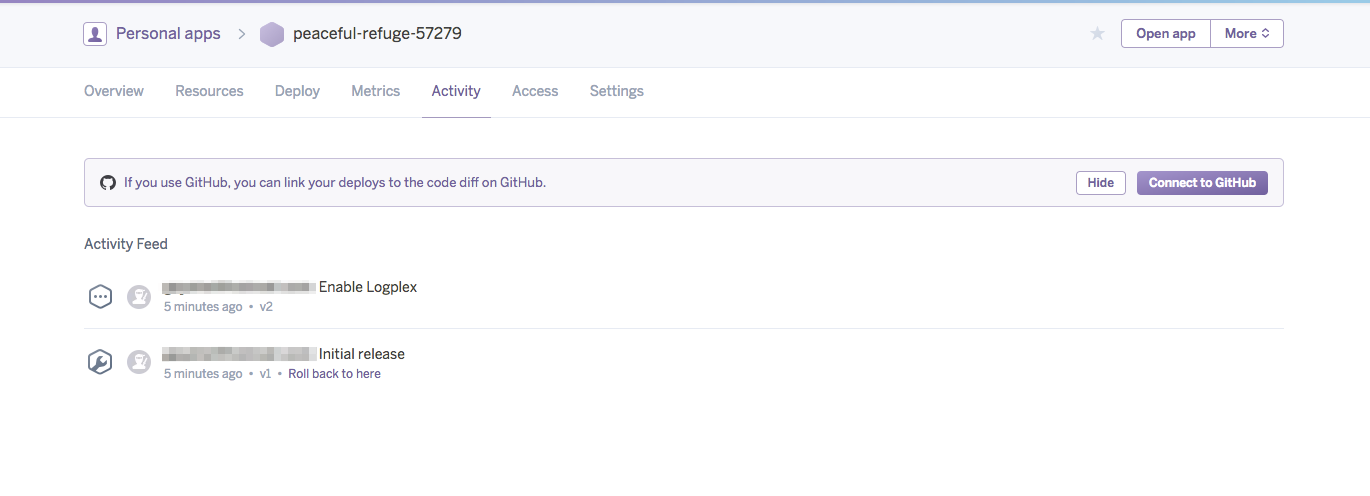 Personal apps > peaceful-refuge-57279 Open app More
Overview Resources Deploy Metrics Activity Access Settings
If you use GitHub, you can link your deploys to the code diff on GitHub. Hide Connect to GitHub
Activity Feed
Enable Logplex
5 minutes ago • v2
Initial release
5 minutes ago • v1 • Roll back to here